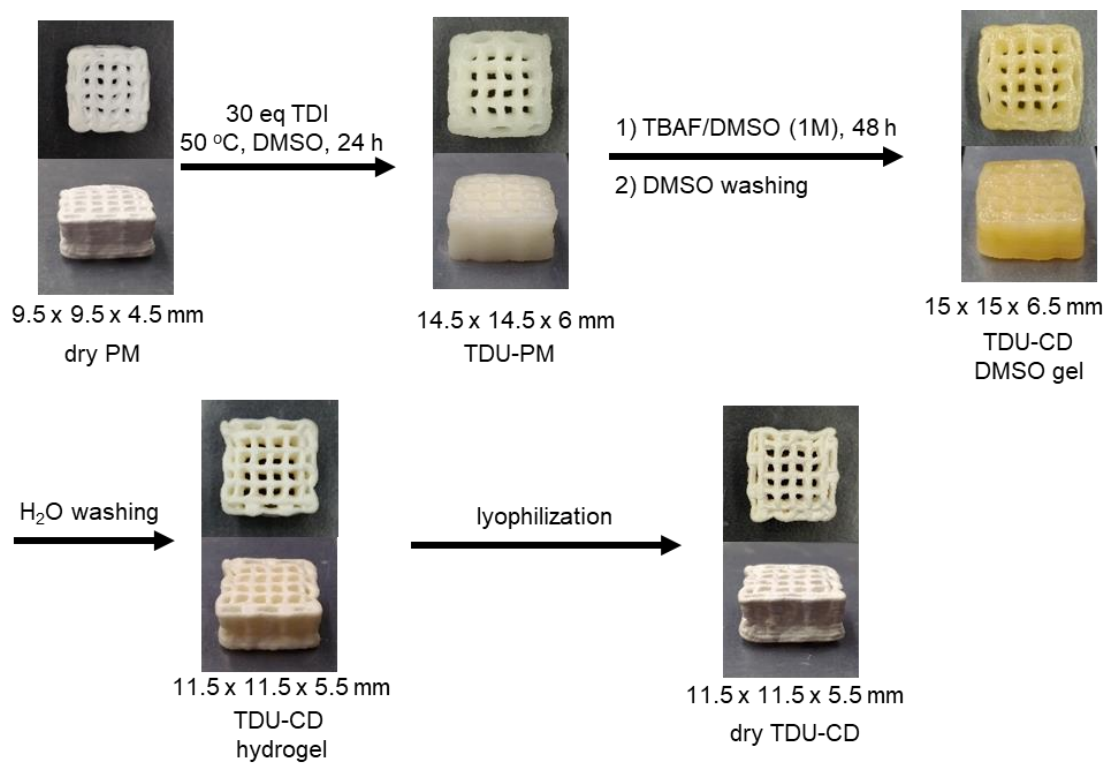 30 eq TDI
50 °C, DMSO, 24 h
1) TBAF/DMSO (1M), 48 h
2) DMSO washing
9.5 x 9.5 x 4.5 mm
dry PM
14.5 x 14.5 x 6 mm
TDU-PM
15 x 15 x 6.5 mm
TDU-CD
DMSO gel
H₂O washing
lyophilization
11.5 x 11.5 x 5.5 mm
TDU-CD
hydrogel
11.5 x 11.5 x 5.5 mm
dry TDU-CD